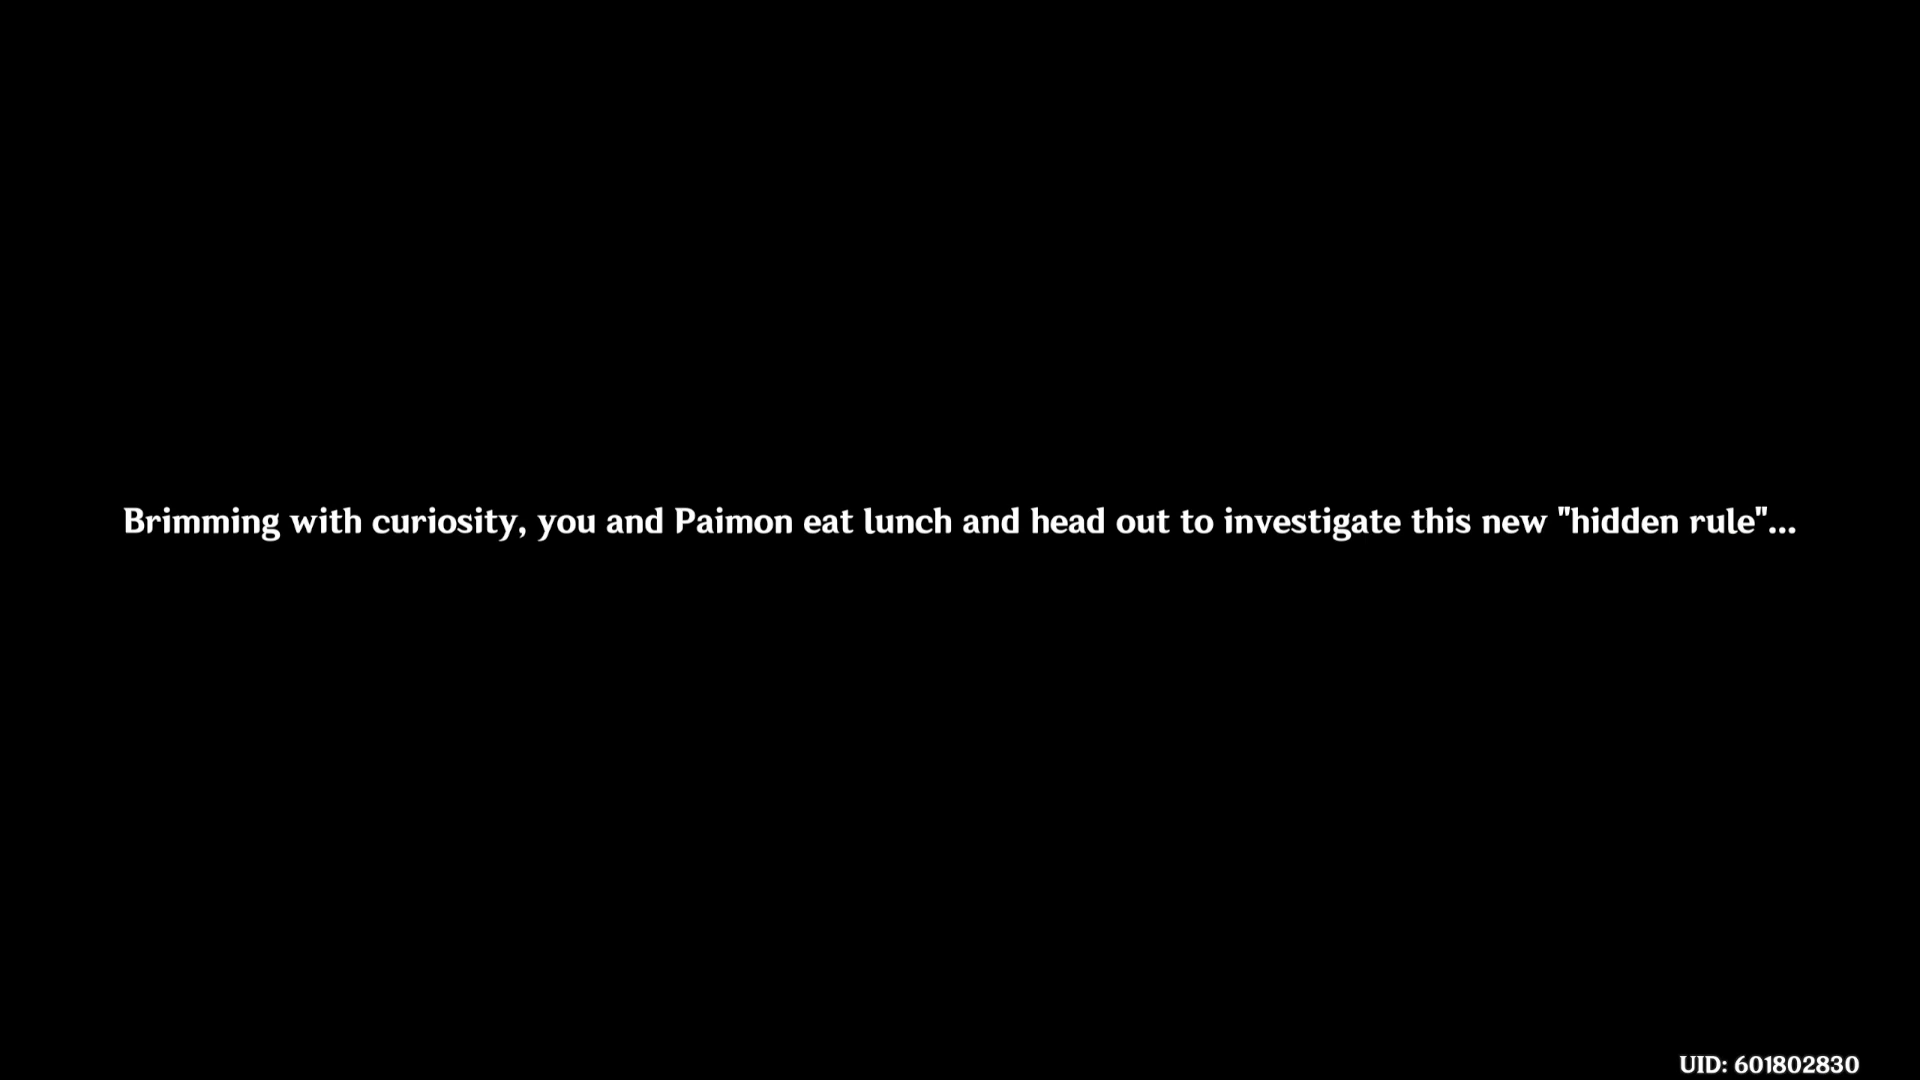 Brimming with curiosity, you and Paimon eat lunch and head out to investigate this new "hidden rule"...
UID: 601802830